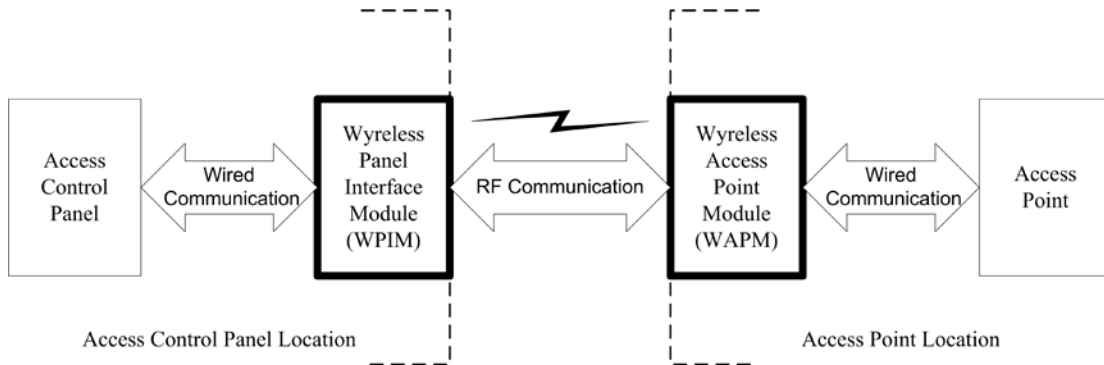 Access
Control
Panel
Wired
Communication
Wyreless
Panel
Interface
Module
(WPIM)
RF Communication
Wyreless
Access
Point
Module
(WAPM)
Wired
Communication
Access
Point
Access Control Panel Location
Access Point Location